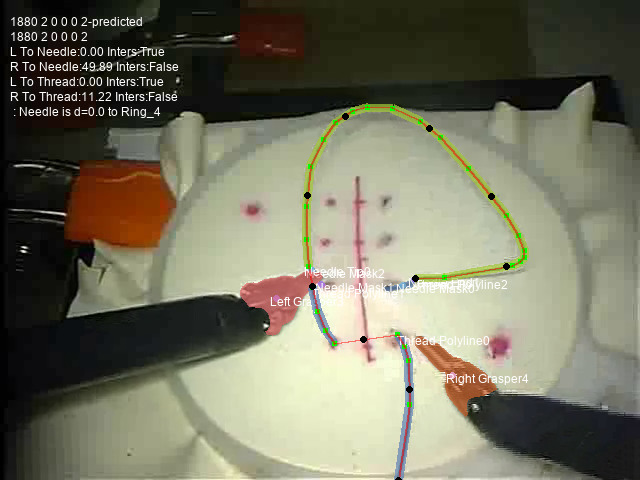 1880 2 0 0 0 2-predicted
1880 2 0 0 0 2
L To Needle:0.00 Inters:True
R To Needle:49.89 Inters:False
L To Thread:0.00 Inters:True
R To Thread:11.22 Inters:False
: Needle is d=0.0 to Ring_4
Needle Mask2
Left
Thread Polyline0
Right Grasper4